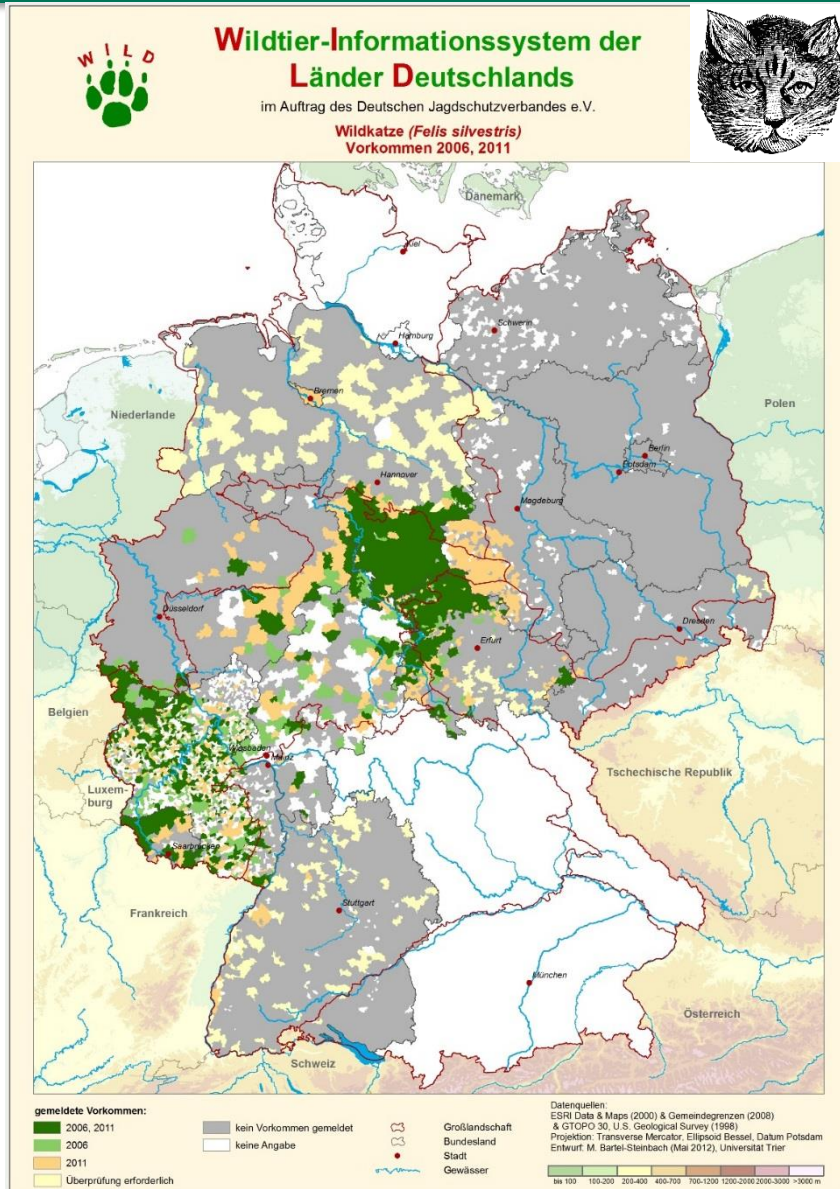 WILD
Wildtier-Informationssystem der
Länder Deutschlands
im Auftrag des Deutschen Jagdschutzverbandes e.V.
Wildkatze (Felis silvestris)
Vorkommen 2006, 2011
Dänemark
Kiel
Schwerin
Hamburg
Bremen
Niederlande
Polen
Berlin
Potsdam
Hannover
Magdeburg
Düsseldorf
Dresden
Erfurt
Belgien
Wiesbaden
Mainz
Tschechische Republik
Luxem-
burg
Saarbrücken
Frankreich
Stuttgart
München
Österreich
Schweiz
gemeldete Vorkommen:
2006, 2011
2006
2011
Überprüfung erforderlich
kein Vorkommen gemeldet
keine Angabe
Großlandschaft
Bundesland
Stadt
Gewässer
Datenquellen:
ESRI Data & Maps (2000) & Gemeindegrenzen (2008)
& GTOPO 30, U.S. Geological Survey (1998)
Projektion: Transverse Mercator, Ellipsoid Bessel, Datum Potsdam
Entwurf: M. Bartel-Steinbach (Mai 2012), Universität Trier
bis 100 100-200 200-400 400-700 700-1200 1200-2000 2000-3000 >3000 m